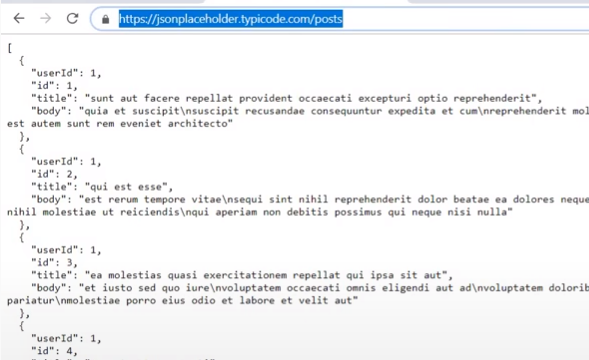 https://jsonplaceholder.typicode.com/posts
[
  {
    "userId": 1,
    "id": 1,
    "title": "sunt aut facere repellat provident occaecati excepturi optio reprehenderit",
    "body": "quia et suscipit\nsuscipit recusandae consequuntur expedita et cum\nreprehenderit mol
est autem sunt rem eveniet architecto"
  },
  {
    "userId": 1,
    "id": 2,
    "title": "qui est esse",
    "body": "est rerum tempore vitae\nsequi sint nihil reprehenderit dolor beatae ea dolores neque
nihil molestiae ut reiciendis\nqui aperiam non debitis possimus qui neque nisi nulla"
  },
  {
    "userId": 1,
    "id": 3,
    "title": "ea molestias quasi exercitationem repellat qui ipsa sit aut",
    "body": "et iusto sed quo iure\nvoluptatem occaecati omnis eligendi aut ad\nvoluptatem dolorib
pariatur\nmolestiae porro eius odio et labore et velit aut"
  },
  {
    "userId": 1,
    "id": 4,